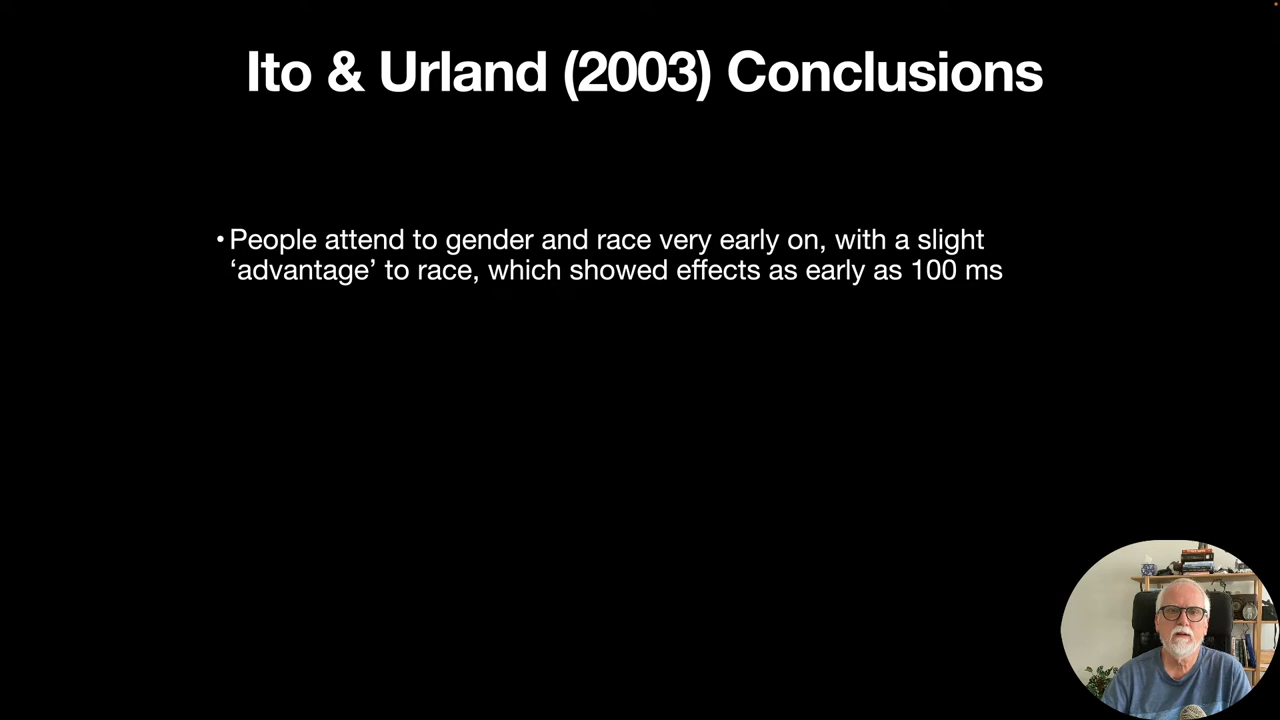 Ito & Urland (2003) Conclusions
• People attend to gender and race very early on, with a slight
‘advantage’ to race, which showed effects as early as 100 ms